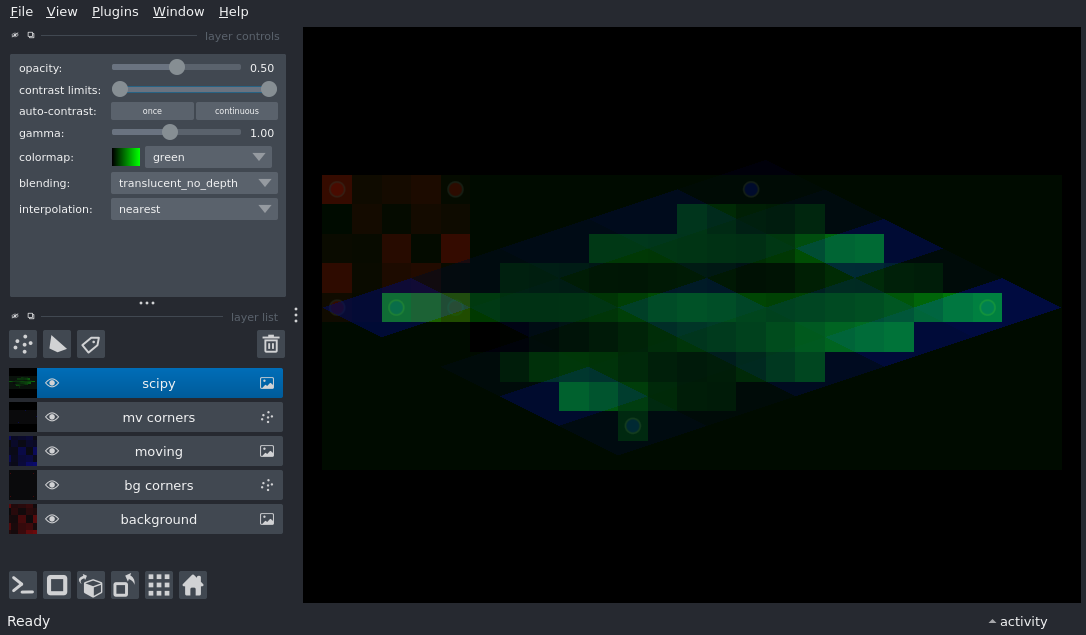 File View Plugins Window Help
layer controls
opacity: 0.50
contrast limits:
auto-contrast: once continuous
gamma: 1.00
colormap: green
blending: translucent_no_depth
interpolation: nearest
layer list
scipy
mv corners
moving
bg corners
background
Ready activity